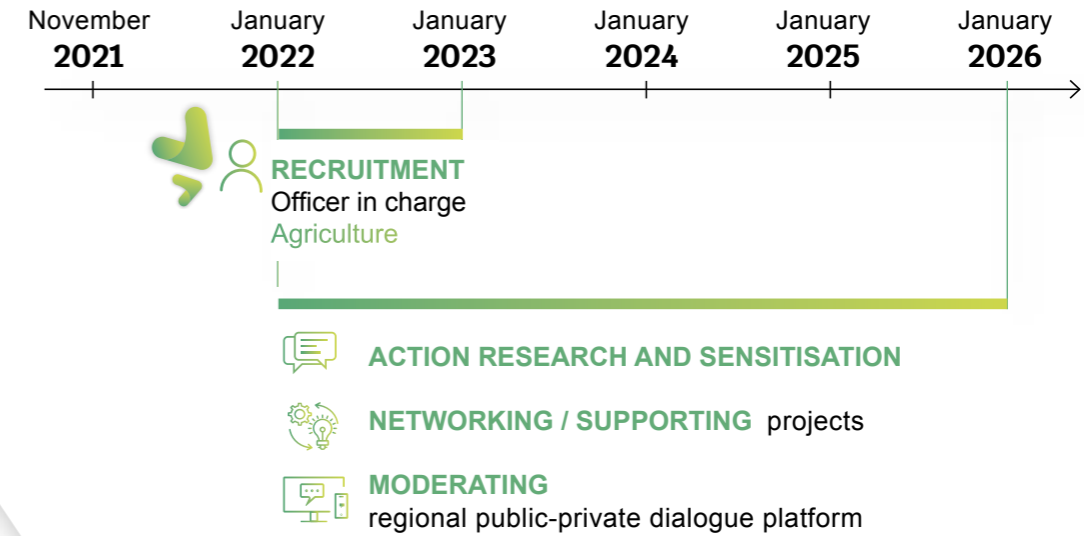 November January January January January January
2021 2022 2023 2024 2025 2026
RECRUITMENT
Officer in charge
Agriculture
ACTION RESEARCH AND SENSITISATION
NETWORKING / SUPPORTING projects
MODERATING
regional public-private dialogue platform